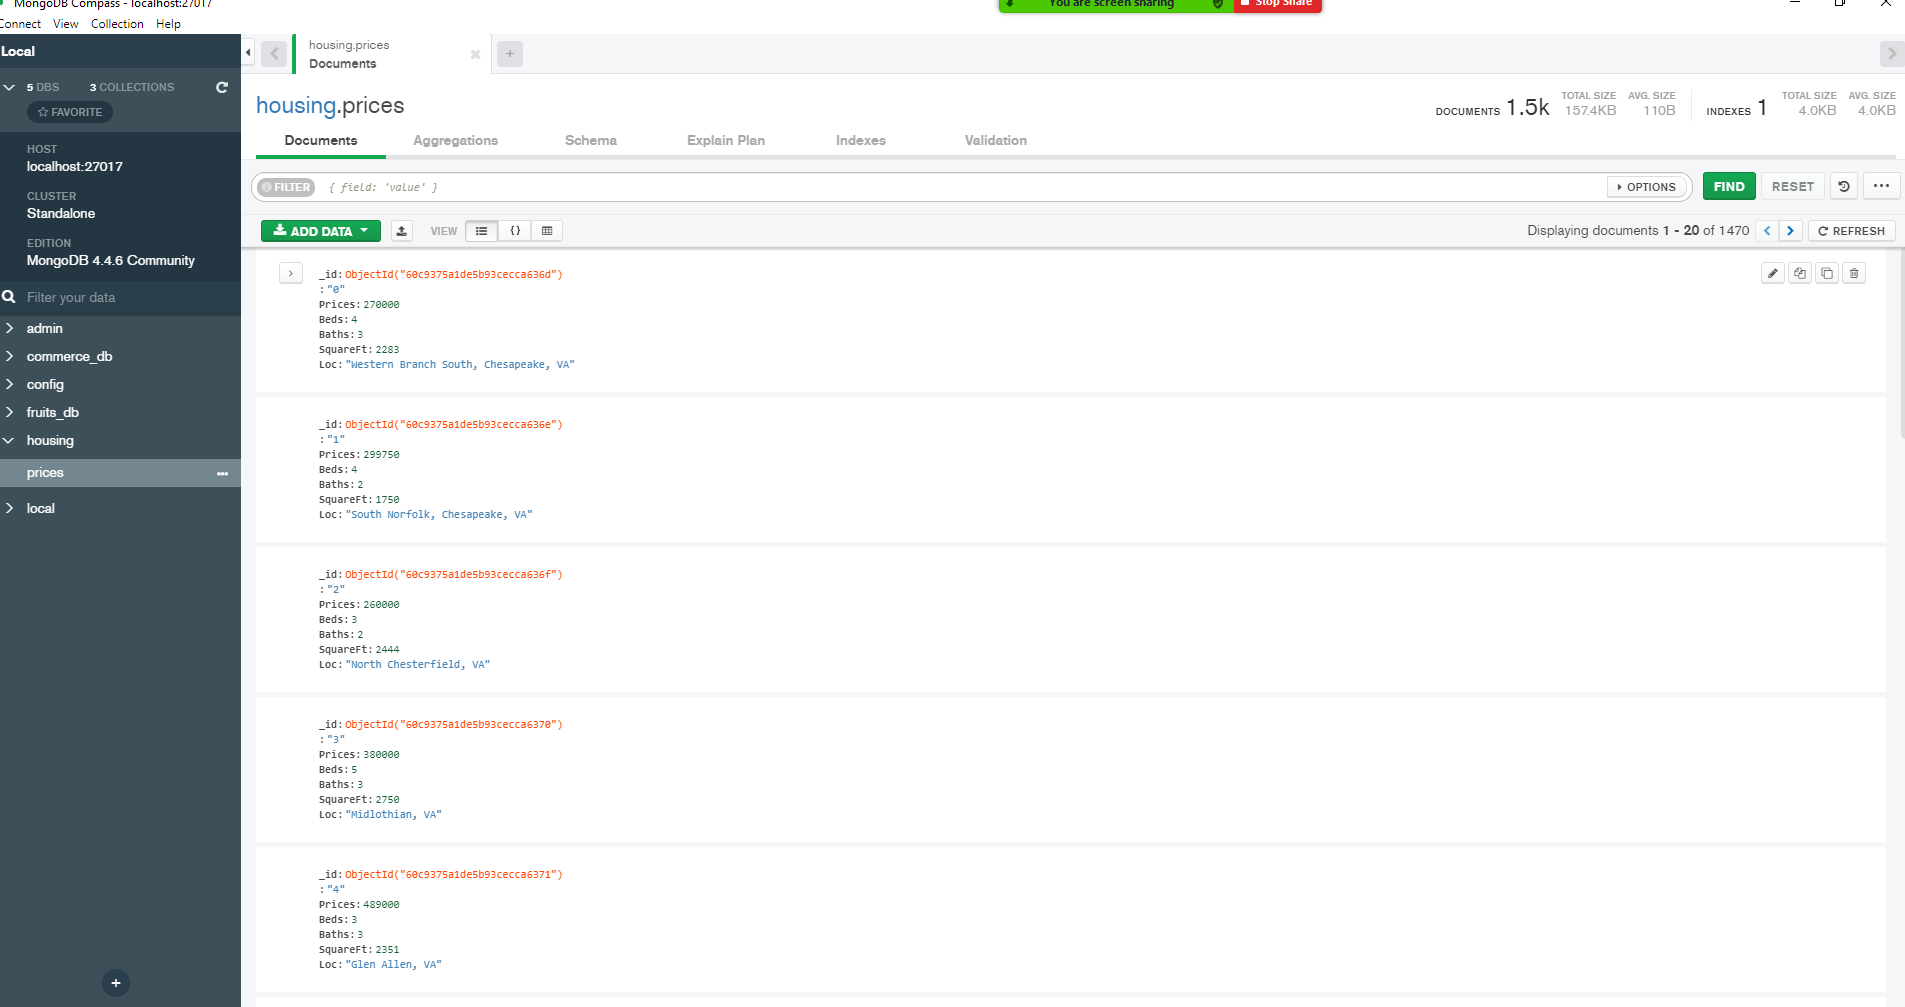 MongoDB Compass - localhost:27017
You are screen sharing
Stop Share
Connect View Collection Help
Local
5 DBS 3 COLLECTIONS
FAVORITE
HOST
localhost:27017
CLUSTER
Standalone
EDITION
MongoDB 4.4.6 Community
Filter your data
admin
commerce_db
config
fruits_db
housing
prices
local
housing.prices
Documents
housing.prices
DOCUMENTS 1.5k TOTAL SIZE 157.4KB AVG. SIZE 110B INDEXES 1 TOTAL SIZE 4.0KB AVG. SIZE 4.0KB
Documents Aggregations Schema Explain Plan Indexes Validation
FILTER { field: 'value' } OPTIONS FIND RESET
ADD DATA VIEW { } Displaying documents 1 - 20 of 1470 REFRESH
_id: ObjectId("60c9375a1de5b93cecca636d")
: "0"
Prices: 270000
Beds: 4
Baths: 3
SquareFt: 2283
Loc: "Western Branch South, Chesapeake, VA"
_id: ObjectId("60c9375a1de5b93cecca636e")
: "1"
Prices: 299750
Beds: 4
Baths: 2
SquareFt: 1750
Loc: "South Norfolk, Chesapeake, VA"
_id: ObjectId("60c9375a1de5b93cecca636f")
: "2"
Prices: 260000
Beds: 3
Baths: 2
SquareFt: 2444
Loc: "North Chesterfield, VA"
_id: ObjectId("60c9375a1de5b93cecca6370")
: "3"
Prices: 380000
Beds: 5
Baths: 3
SquareFt: 2750
Loc: "Midlothian, VA"
_id: ObjectId("60c9375a1de5b93cecca6371")
: "4"
Prices: 489000
Beds: 3
Baths: 3
SquareFt: 2351
Loc: "Glen Allen, VA"